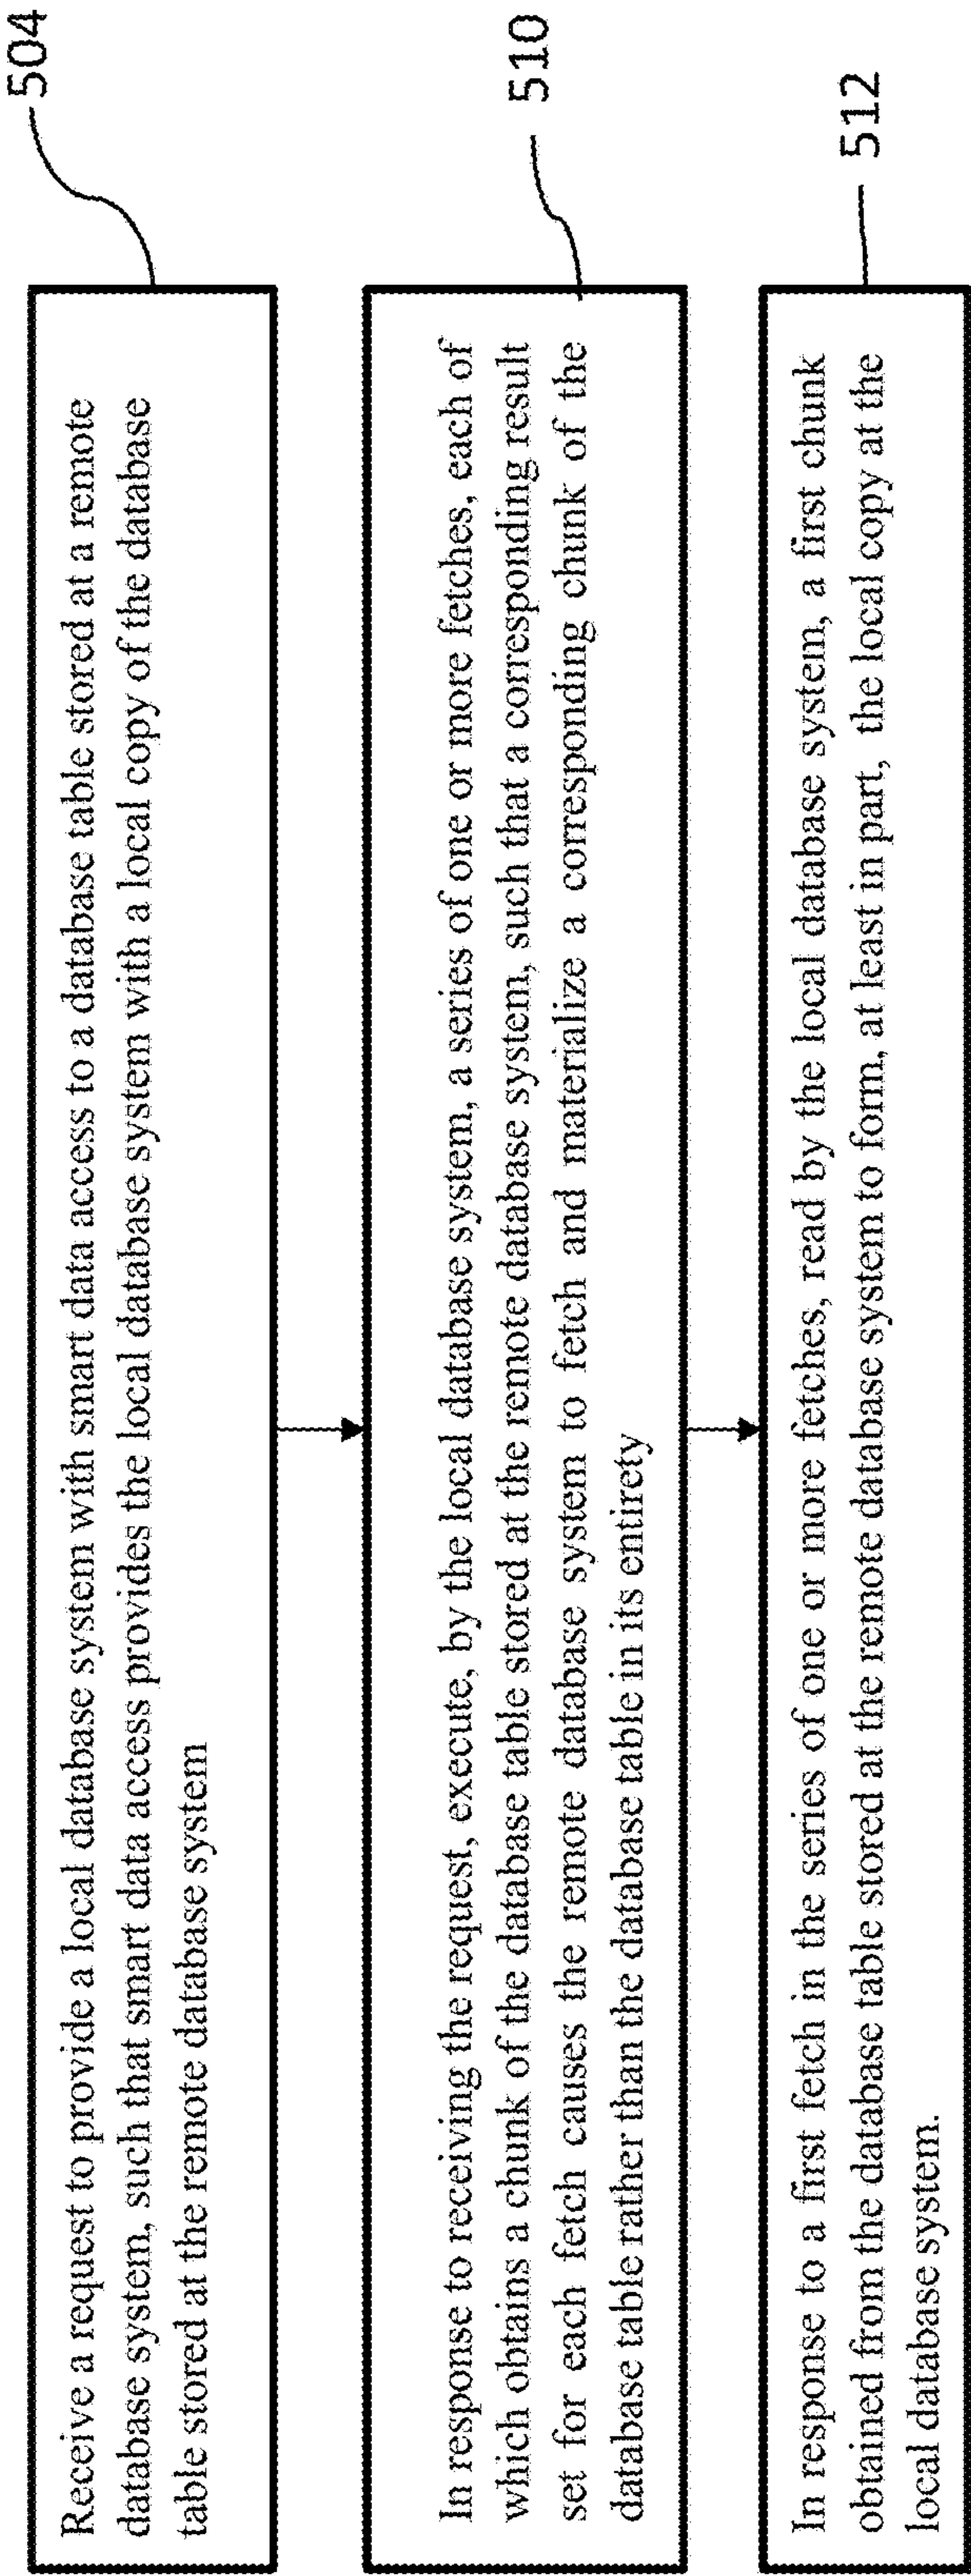 Receive a request to provide a local database system with smart data access to a database table stored at a remote
database system, such that smart data access provides the local database system with a local copy of the database
table stored at the remote database system
504
In response to receiving the request, execute, by the local database system, a series of one or more fetches, each of
which obtains a chunk of the database table stored at the remote database system, such that a corresponding result
set for each fetch causes the remote database system to fetch and materialize a corresponding chunk of the
database table rather than the database table in its entirety
510
In response to a first fetch in the series of one or more fetches, read by the local database system, a first chunk
obtained from the database table stored at the remote database system to form, at least in part, the local copy at the
local database system.
512